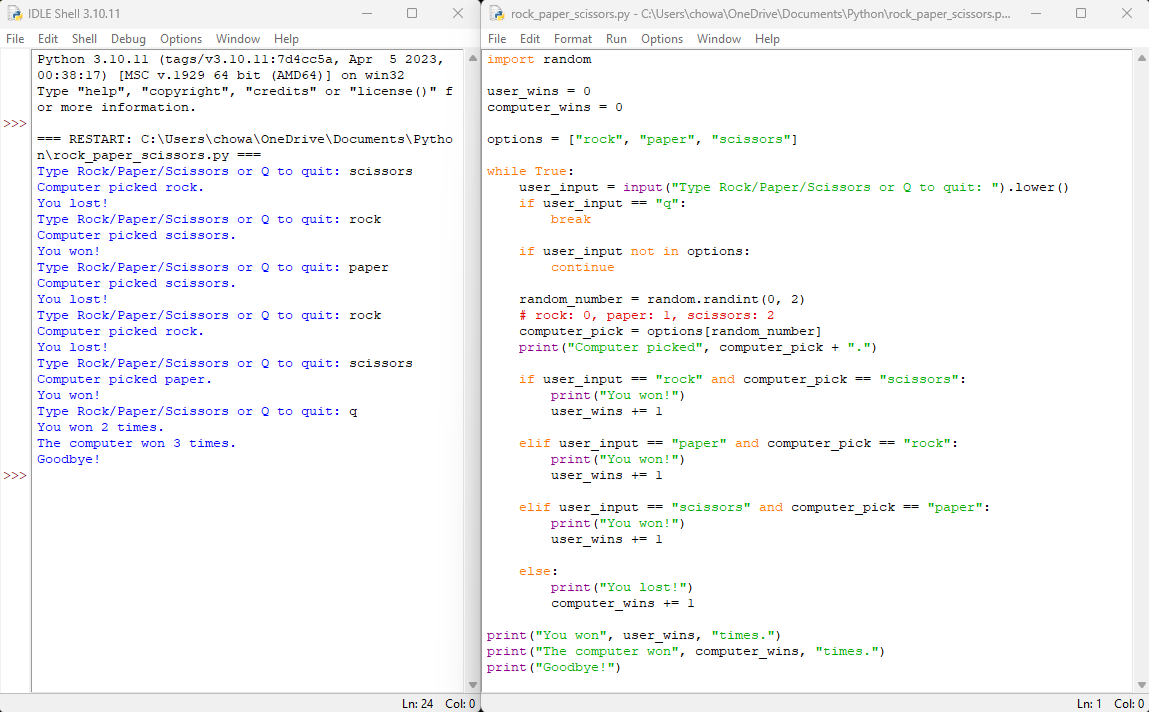 IDLE Shell 3.10.11
File Edit Shell Debug Options Window Help
Python 3.10.11 (tags/v3.10.11:7d4cc5a, Apr  5 2023,
00:38:17) [MSC v.1929 64 bit (AMD64)] on win32
Type "help", "copyright", "credits" or "license()" f
or more information.
>>>
=== RESTART: C:\Users\chowa\OneDrive\Documents\Pytho
n\rock_paper_scissors.py ===
Type Rock/Paper/Scissors or Q to quit: scissors
Computer picked rock.
You lost!
Type Rock/Paper/Scissors or Q to quit: rock
Computer picked scissors.
You won!
Type Rock/Paper/Scissors or Q to quit: paper
Computer picked scissors.
You lost!
Type Rock/Paper/Scissors or Q to quit: rock
Computer picked rock.
You lost!
Type Rock/Paper/Scissors or Q to quit: scissors
Computer picked paper.
You won!
Type Rock/Paper/Scissors or Q to quit: q
You won 2 times.
The computer won 3 times.
Goodbye!
>>>
Ln: 24 Col: 0
rock_paper_scissors.py - C:\Users\chowa\OneDrive\Documents\Python\rock_paper_scissors.p...
File Edit Format Run Options Window Help
import random
user_wins = 0
computer_wins = 0
options = ["rock", "paper", "scissors"]
while True:
    user_input = input("Type Rock/Paper/Scissors or Q to quit: ").lower()
    if user_input == "q":
        break
    if user_input not in options:
        continue
    random_number = random.randint(0, 2)
    # rock: 0, paper: 1, scissors: 2
    computer_pick = options[random_number]
    print("Computer picked", computer_pick + ".")
    if user_input == "rock" and computer_pick == "scissors":
        print("You won!")
        user_wins += 1
    elif user_input == "paper" and computer_pick == "rock":
        print("You won!")
        user_wins += 1
    elif user_input == "scissors" and computer_pick == "paper":
        print("You won!")
        user_wins += 1
    else:
        print("You lost!")
        computer_wins += 1
print("You won", user_wins, "times.")
print("The computer won", computer_wins, "times.")
print("Goodbye!")
Ln: 1 Col: 0